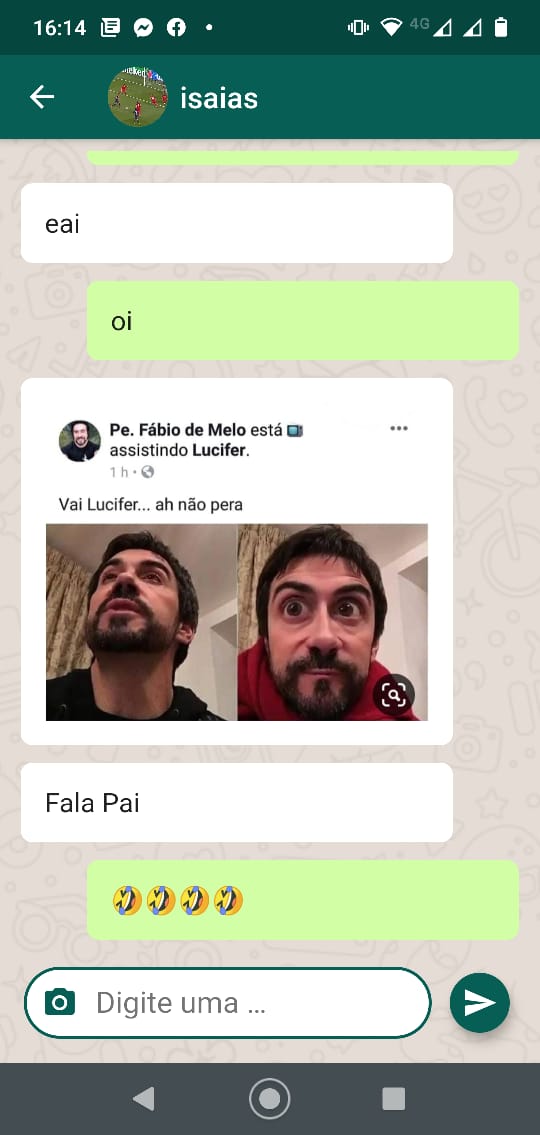 16:14
4G
isaias
eai
oi
Pe. Fábio de Melo está
assistindo Lucifer.
1 h
Vai Lucifer... ah não pera
Fala Pai
🤣🤣🤣🤣
Digite uma ...